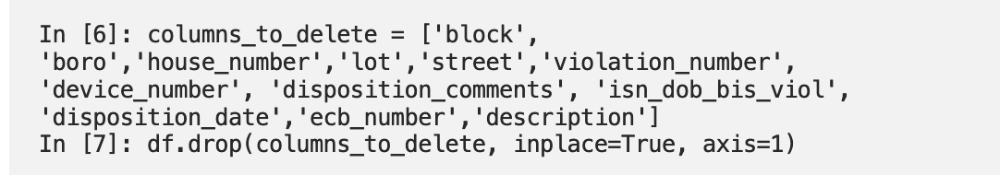 In [6]: columns_to_delete = ['block',
'boro','house_number','lot','street','violation_number',
'device_number', 'disposition_comments', 'isn_dob_bis_viol',
'disposition_date','ecb_number','description']
In [7]: df.drop(columns_to_delete, inplace=True, axis=1)